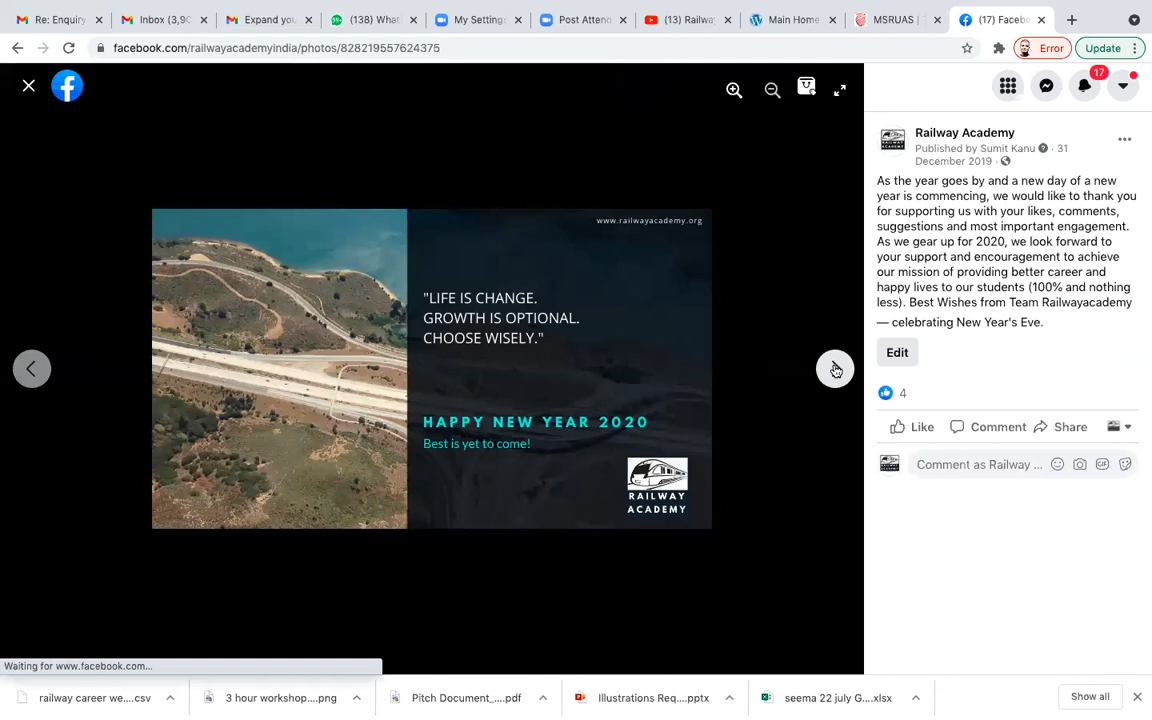 Re: Enquiry
Inbox (3,90
Expand you
(138) What
My Setting
Post Atten
(13) Railwa
Main Home
MSRUAS |
(17) Faceb
facebook.com/railwayacademyindia/photos/828219557624375
Error
Update
17
Railway Academy
Published by Sumit Kanu · 31
December 2019 ·
As the year goes by and a new day of a new
year is commencing, we would like to thank you
for supporting us with your likes, comments,
suggestions and most important engagement.
As we gear up for 2020, we look forward to
your support and encouragement to achieve
our mission of providing better career and
happy lives to our students (100% and nothing
less). Best Wishes from Team Railwayacademy
— celebrating New Year's Eve.
Edit
4
Like
Comment
Share
Comment as Railway ...
GIF
www.railwayacademy.org
"LIFE IS CHANGE.
GROWTH IS OPTIONAL.
CHOOSE WISELY."
HAPPY NEW YEAR 2020
Best is yet to come!
RAILWAY
ACADEMY
Waiting for www.facebook.com...
railway career we....csv
3 hour workshop....png
Pitch Document_....pdf
Illustrations Req....pptx
seema 22 july G....xlsx
Show all